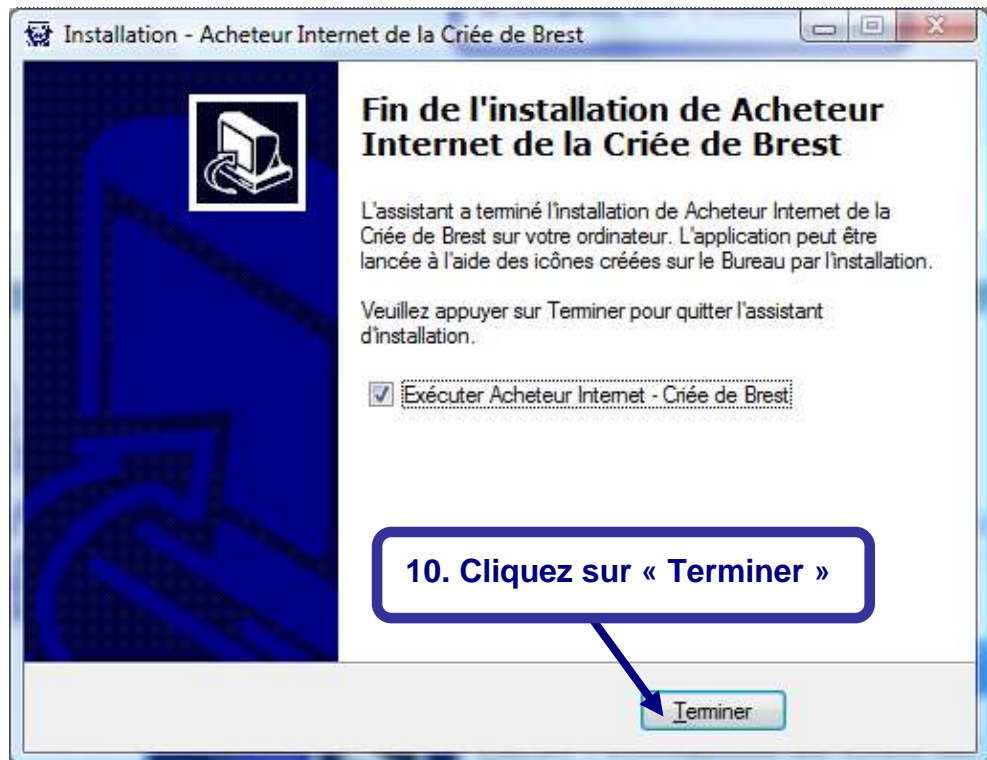 Installation - Acheteur Internet de la Criée de Brest
Fin de l'installation de Acheteur
Internet de la Criée de Brest
L'assistant a terminé l'installation de Acheteur Internet de la
Criée de Brest sur votre ordinateur. L'application peut être
lancée à l'aide des icônes créées sur le Bureau par l'installation.
Veuillez appuyer sur Terminer pour quitter l'assistant
d'installation.
Exécuter Acheteur Internet - Criée de Brest
10. Cliquez sur « Terminer »
Terminer